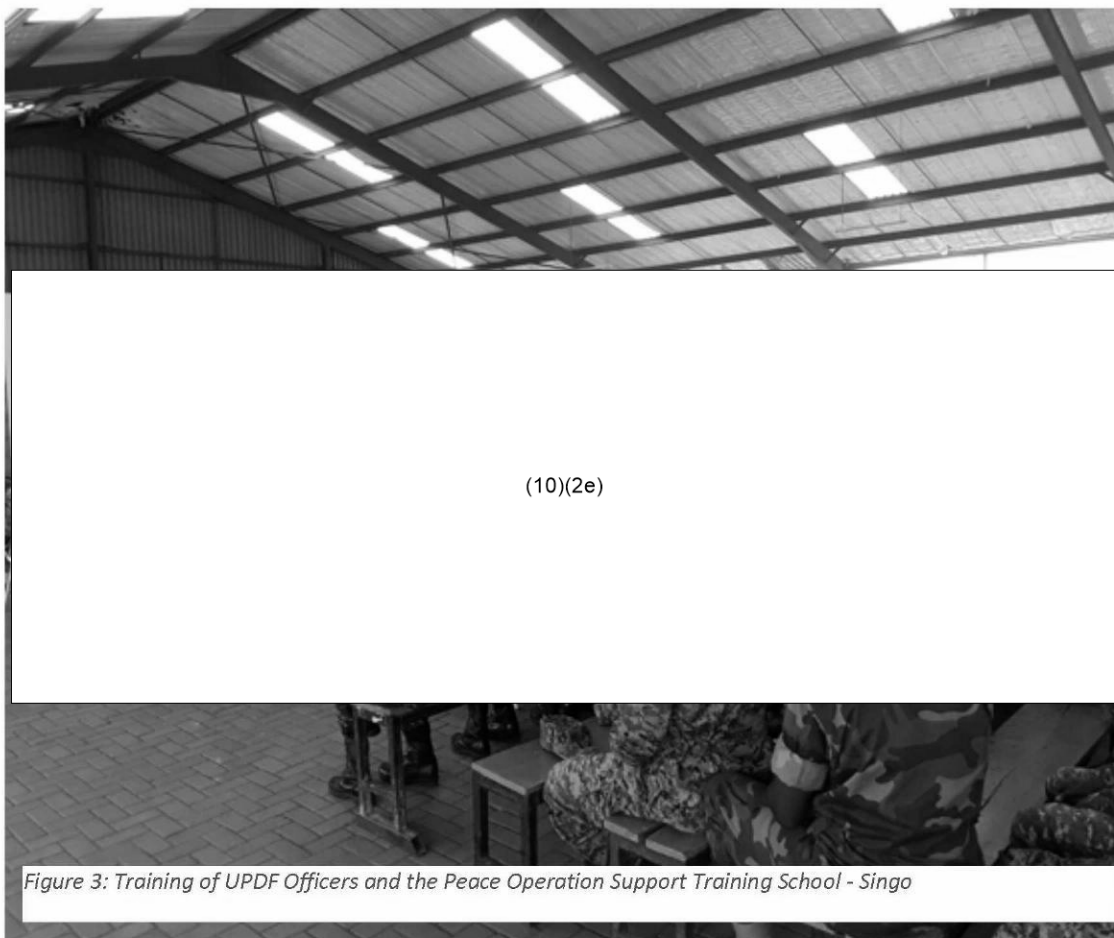 (10)(2e)
Figure 3: Training of UPDF Officers and the Peace Operation Support Training School - Singo